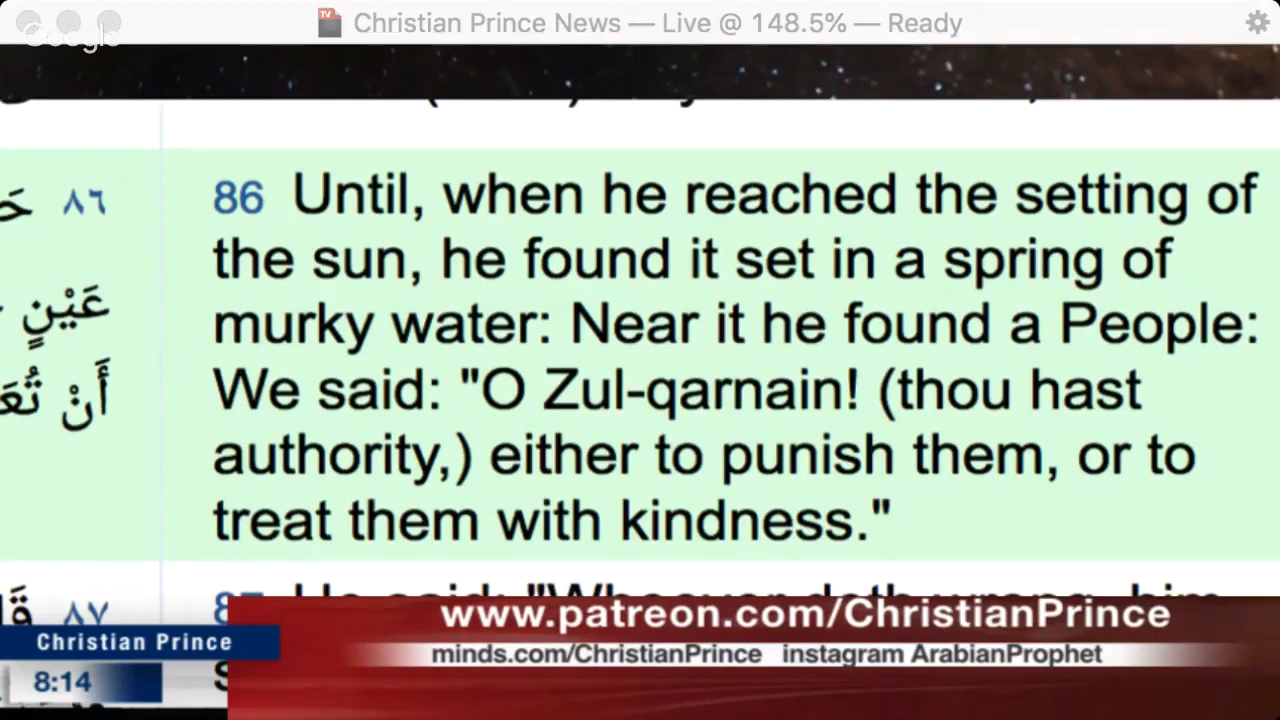 Christian Prince News — Live @ 148.5% — Ready
Google
٨٦
86 Until, when he reached the setting of
the sun, he found it set in a spring of
عَيْنٍ
murky water: Near it he found a People:
We said: "O Zul-qarnain! (thou hast
authority,) either to punish them, or to
treat them with kindness."
٨٧
www.patreon.com/ChristianPrince
Christian Prince
minds.com/ChristianPrince instagram ArabianProphet
8:14